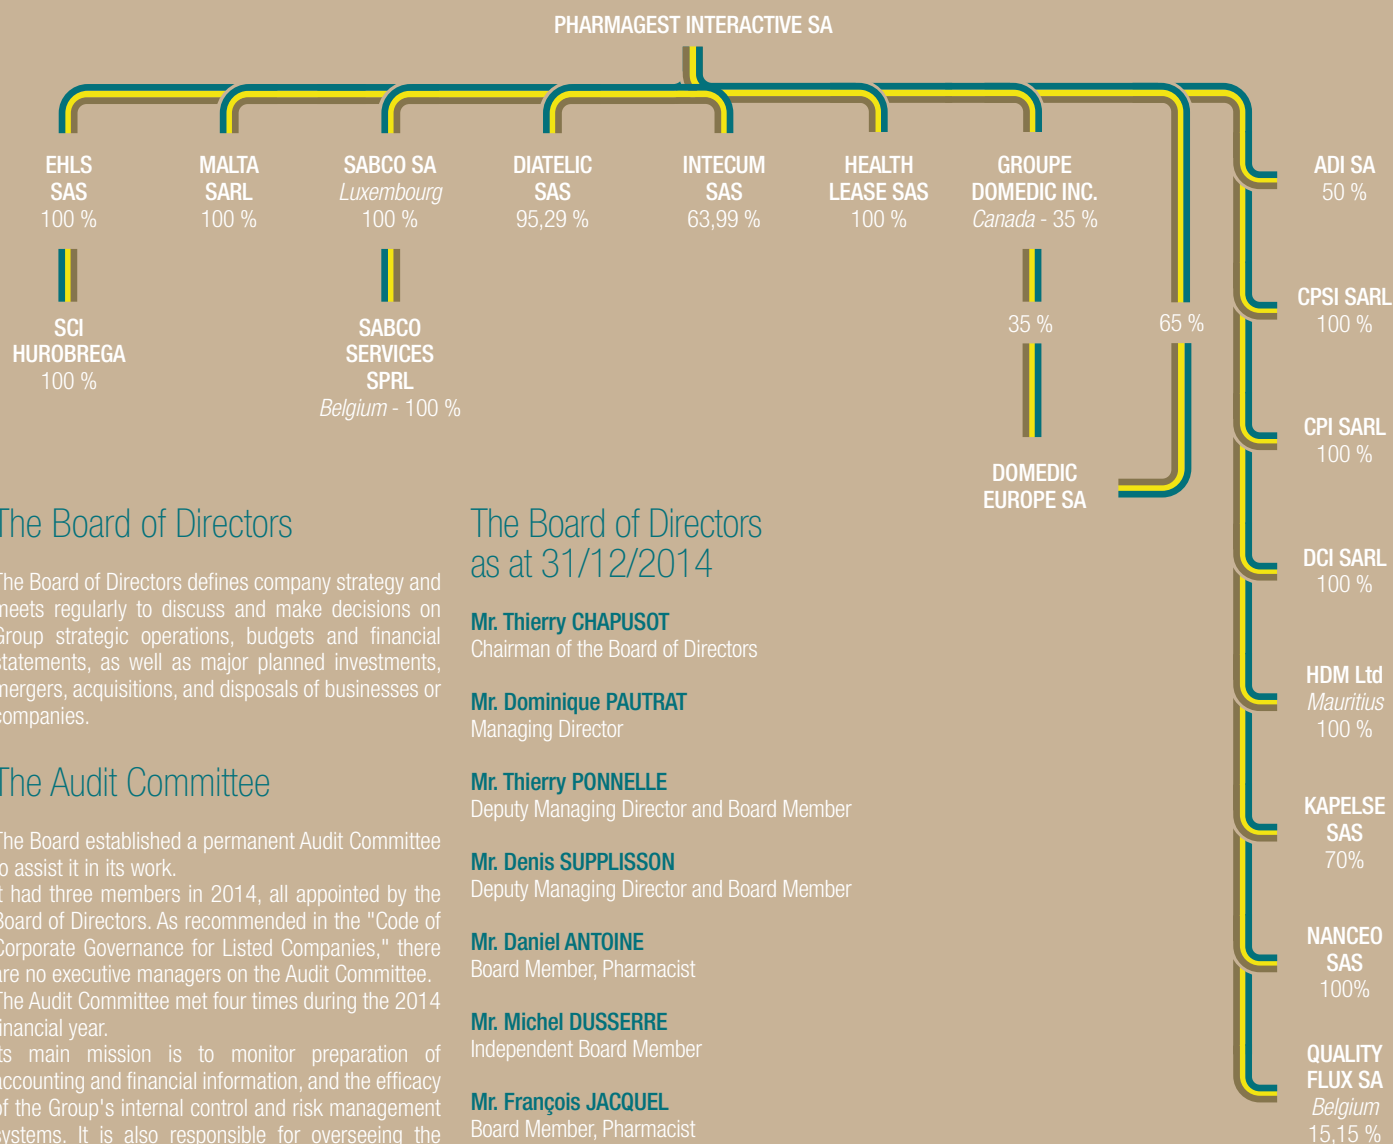 PHARMAGEST INTERACTIVE SA
EHLS
SAS
100 %
MALTA
SARL
100 %
SABCO SA
Luxembourg
100 %
DIATELIC
SAS
95,29 %
INTECUM
SAS
63,99 %
HEALTH
LEASE SAS
100 %
GROUPE
DOMEDIC INC.
Canada - 35 %
SCI
HUROBREGA
100 %
SABCO
SERVICES
SPRL
Belgium - 100 %
35 %
65 %
DOMEDIC
EUROPE SA
ADI SA
50 %
CPSI SARL
100 %
CPI SARL
100 %
DCI SARL
100 %
HDM Ltd
Mauritius
100 %
KAPELSE
SAS
70%
NANCEO
SAS
100%
QUALITY
FLUX SA
Belgium
15,15 %
The Board of Directors
The Board of Directors defines company strategy and
meets regularly to discuss and make decisions on
Group strategic operations, budgets and financial
statements, as well as major planned investments,
mergers, acquisitions, and disposals of businesses or
companies.
The Audit Committee
The Board established a permanent Audit Committee
to assist it in its work.
It had three members in 2014, all appointed by the
Board of Directors. As recommended in the "Code of
Corporate Governance for Listed Companies," there
are no executive managers on the Audit Committee.
The Audit Committee met four times during the 2014
financial year.
Its main mission is to monitor preparation of
accounting and financial information, and the efficacy
of the Group's internal control and risk management
systems. It is also responsible for overseeing the
The Board of Directors
as at 31/12/2014
Mr. Thierry CHAPUSOT
Chairman of the Board of Directors
Mr. Dominique PAUTRAT
Managing Director
Mr. Thierry PONNELLE
Deputy Managing Director and Board Member
Mr. Denis SUPPLISSON
Deputy Managing Director and Board Member
Mr. Daniel ANTOINE
Board Member, Pharmacist
Mr. Michel DUSSERRE
Independent Board Member
Mr. François JACQUEL
Board Member, Pharmacist